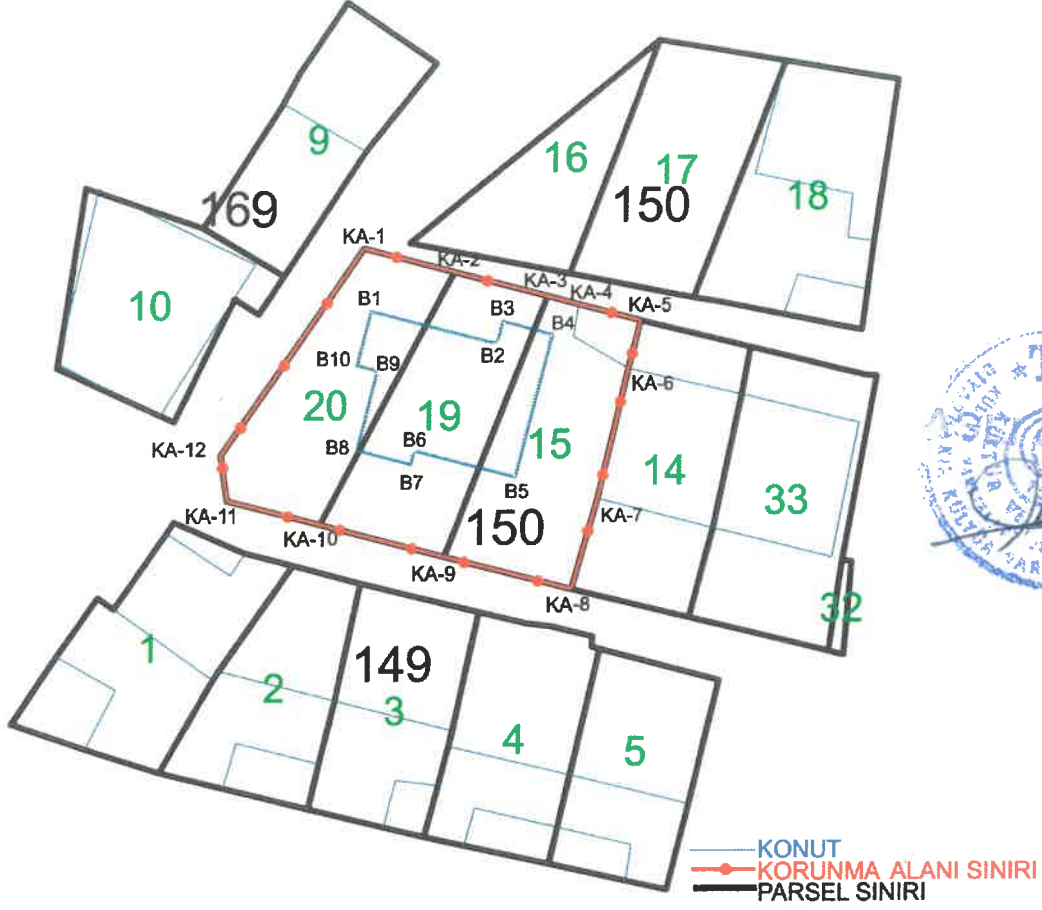 9
16
17
150
18
169
10
KA-1
KA-2
KA-3
KA-4
KA-5
B1
B3
B4
B2
B10
B9
KA-6
20
19
15
14
33
B8
B6
B7
B5
KA-12
KA-11
KA-10
150
KA-7
KA-9
KA-8
32
1
2
149
3
4
5
KONUT
KORUNMA ALANI SINIRI
PARSEL SINIRI